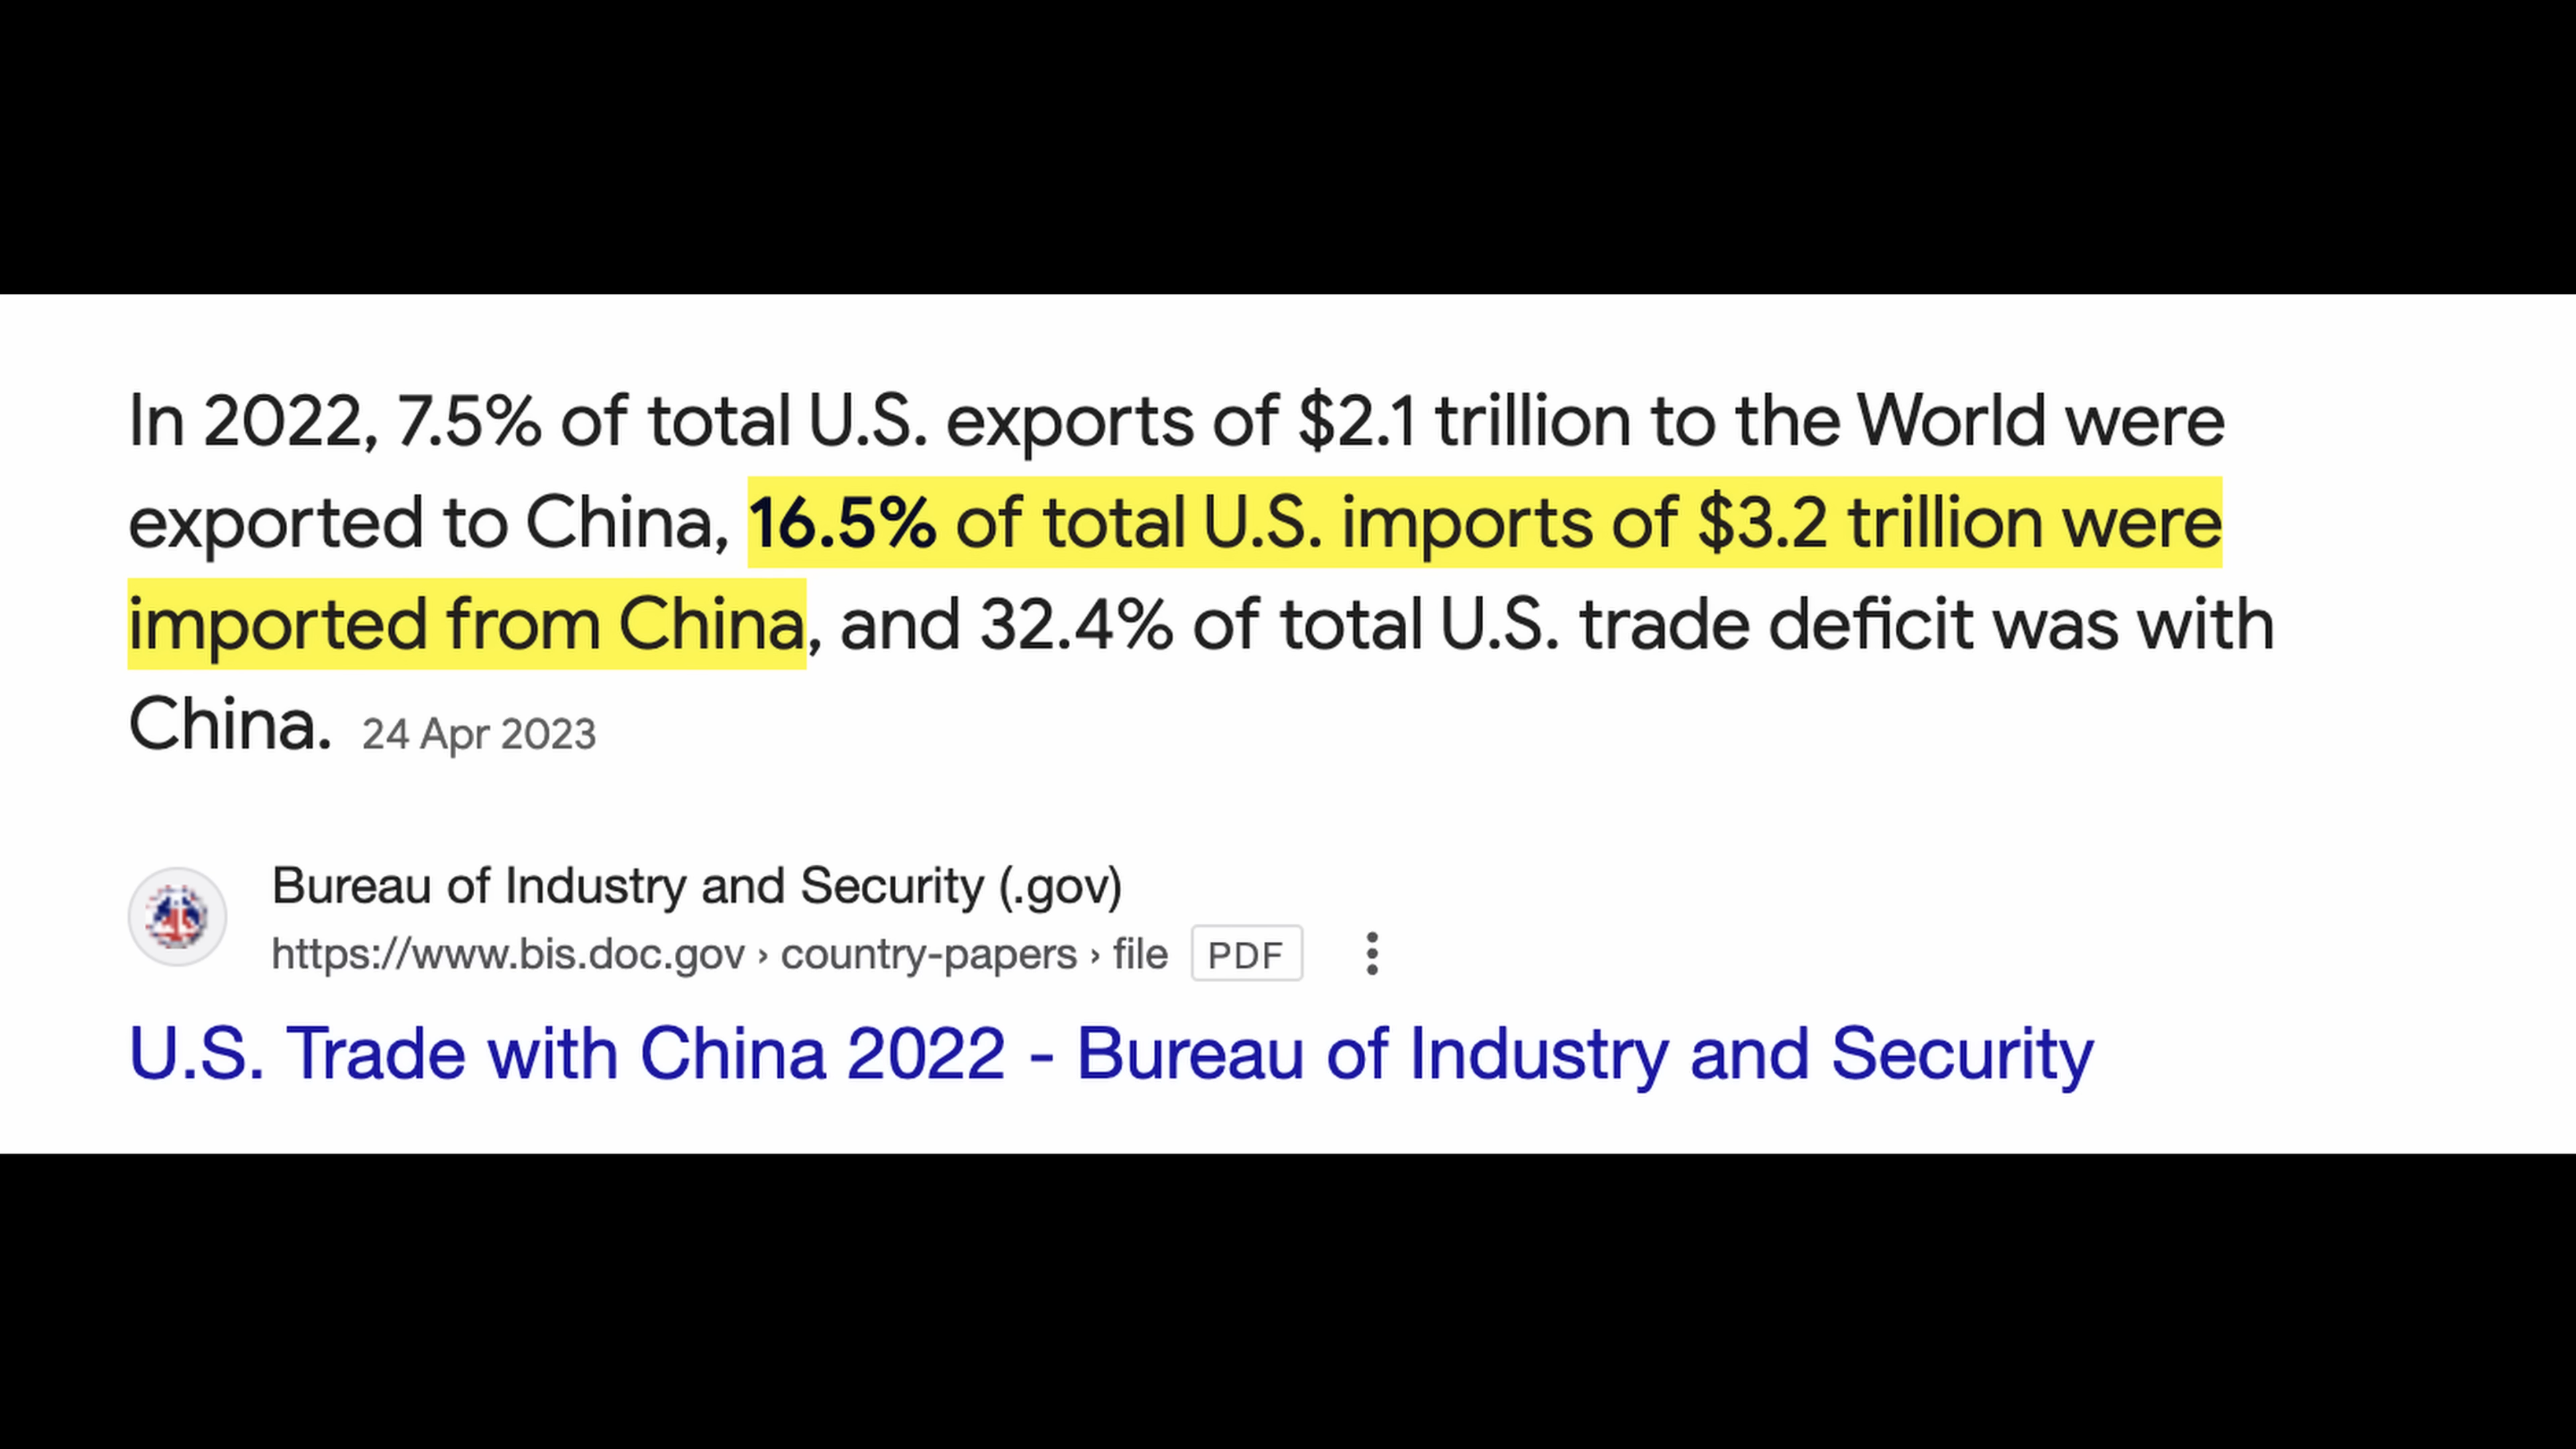 In 2022, 7.5% of total U.S. exports of $2.1 trillion to the World were
exported to China, 16.5% of total U.S. imports of $3.2 trillion were
imported from China, and 32.4% of total U.S. trade deficit was with
China. 24 Apr 2023
Bureau of Industry and Security (.gov)
https://www.bis.doc.gov › country-papers › file PDF
U.S. Trade with China 2022 - Bureau of Industry and Security